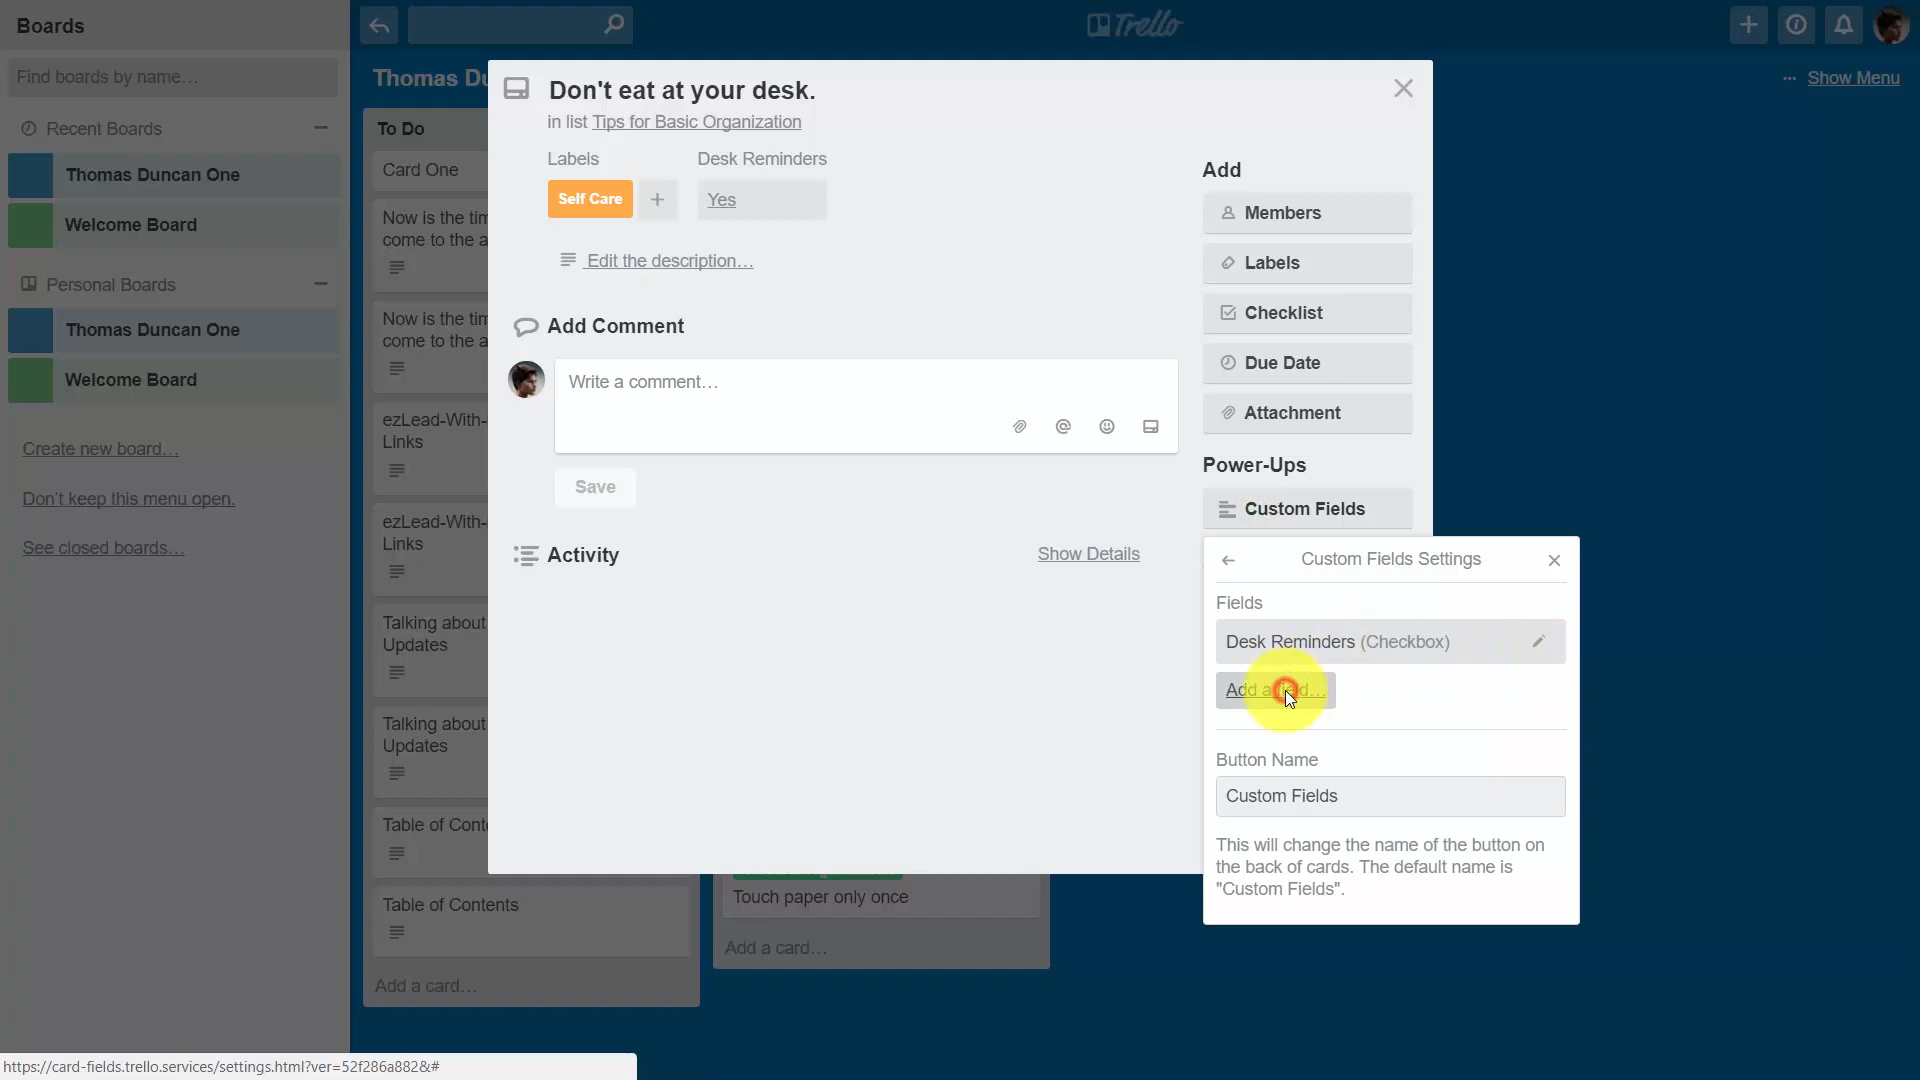 Boards
Find boards by name…
Recent Boards
Thomas Duncan One
Welcome Board
Personal Boards
Thomas Duncan One
Welcome Board
Create new board…
Don't keep this menu open.
See closed boards…
Trello
Thomas Du
Show Menu
To Do
Card One
Now is the tim
come to the a
Now is the tim
come to the a
ezLead-With-
Links
ezLead-With-
Links
Talking about
Updates
Talking about
Updates
Table of Conte
Table of Contents
Add a card…
Touch paper only once
Add a card…
Don't eat at your desk.
in list Tips for Basic Organization
Labels
Desk Reminders
Self Care
Yes
Edit the description…
Add Comment
Write a comment…
Save
Activity
Show Details
Add
Members
Labels
Checklist
Due Date
Attachment
Power-Ups
Custom Fields
Custom Fields Settings
Fields
Desk Reminders (Checkbox)
Add a field…
Button Name
Custom Fields
This will change the name of the button on
the back of cards. The default name is
"Custom Fields".
https://card-fields.trello.services/settings.html?ver=52f286a882&#